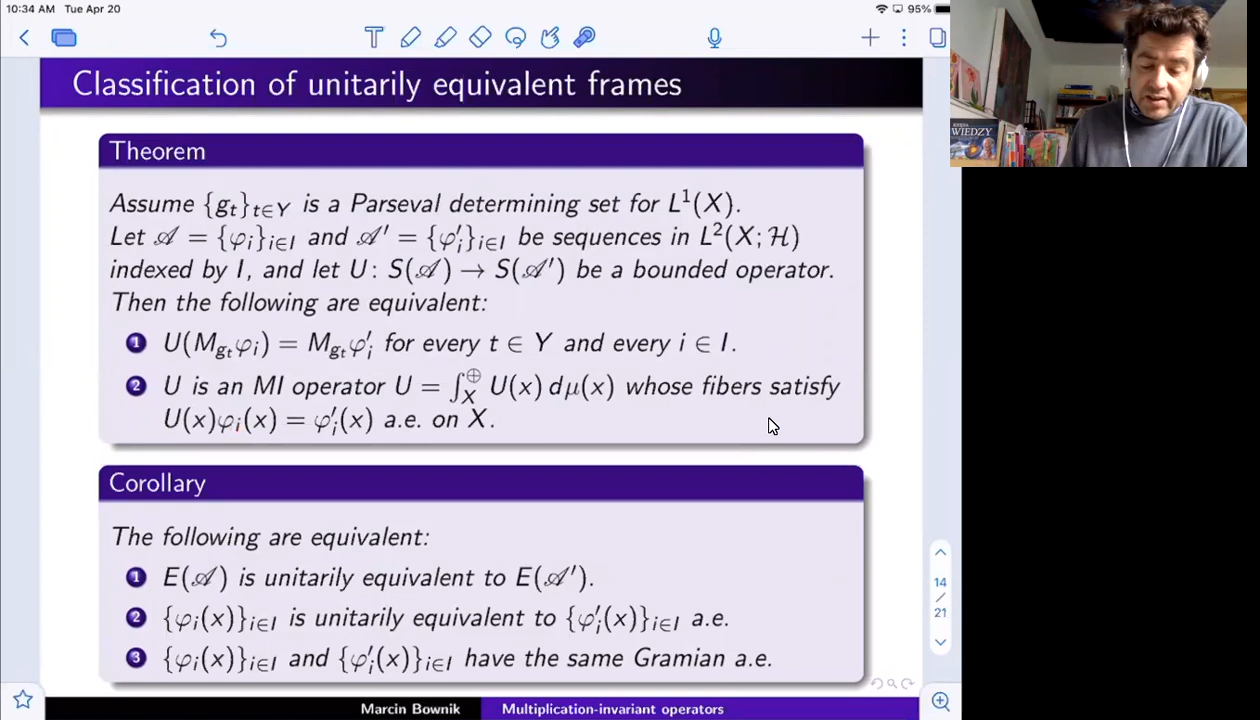 10:34 AM Tue Apr 20
95%
Classification of unitarily equivalent frames
Theorem
Assume {g_t}_{t∈Y} is a Parseval determining set for L¹(X).
Let 𝒜 = {φ_i}_{i∈I} and 𝒜′ = {φ′_i}_{i∈I} be sequences in L²(X; ℋ)
indexed by I, and let U: S(𝒜) → S(𝒜′) be a bounded operator.
Then the following are equivalent:
1 U(M_{g_t}φ_i) = M_{g_t}φ′_i for every t ∈ Y and every i ∈ I.
2 U is an MI operator U = ∫_X^⊕ U(x) dμ(x) whose fibers satisfy
U(x)φ_i(x) = φ′_i(x) a.e. on X.
Corollary
The following are equivalent:
1 E(𝒜) is unitarily equivalent to E(𝒜′).
2 {φ_i(x)}_{i∈I} is unitarily equivalent to {φ′_i(x)}_{i∈I} a.e.
3 {φ_i(x)}_{i∈I} and {φ′_i(x)}_{i∈I} have the same Gramian a.e.
14
/
21
Marcin Bownik Multiplication-invariant operators
WIEDZY